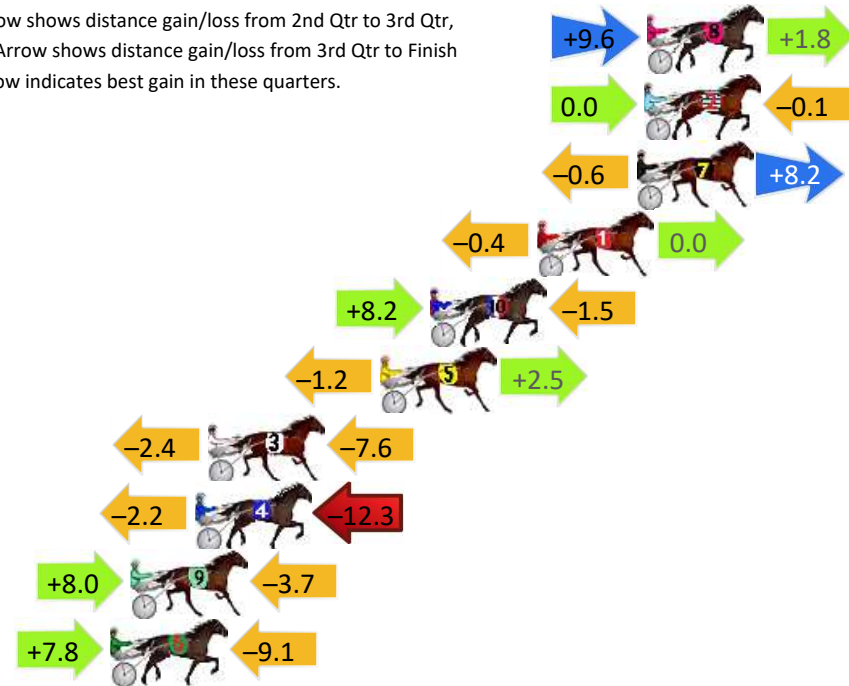 ow shows distance gain/loss from 2nd Qtr to 3rd Qtr,
Arrow shows distance gain/loss from 3rd Qtr to Finish
ow indicates best gain in these quarters.
+9.6 8 +1.8
0.0 2 –0.1
–0.6 7 +8.2
–0.4 1 0.0
+8.2 10 –1.5
–1.2 5 +2.5
–2.4 3 –7.6
–2.2 4 –12.3
+8.0 9 –3.7
+7.8 6 –9.1